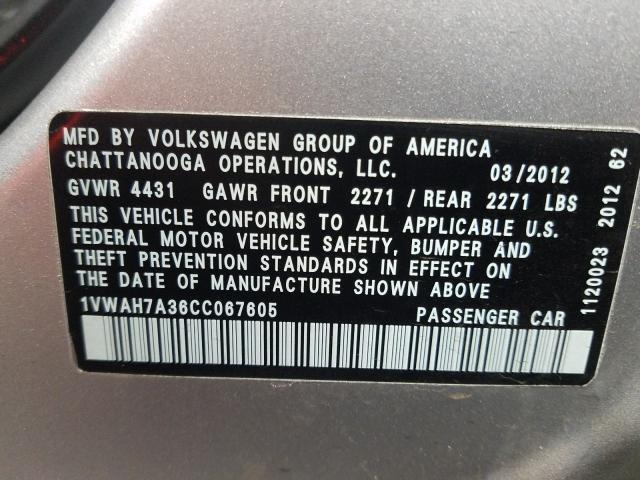 MFD BY VOLKSWAGEN GROUP OF AMERICA
CHATTANOOGA OPERATIONS, LLC. 03/2012
GVWR 4431 GAWR FRONT 2271 / REAR 2271 LBS
THIS VEHICLE CONFORMS TO ALL APPLICABLE U.S.
FEDERAL MOTOR VEHICLE SAFETY, BUMPER AND
THEFT PREVENTION STANDARDS IN EFFECT ON
THE DATE OF MANUFACTURE SHOWN ABOVE
1VWAH7A36CC067605 PASSENGER CAR
1120023 2012 62